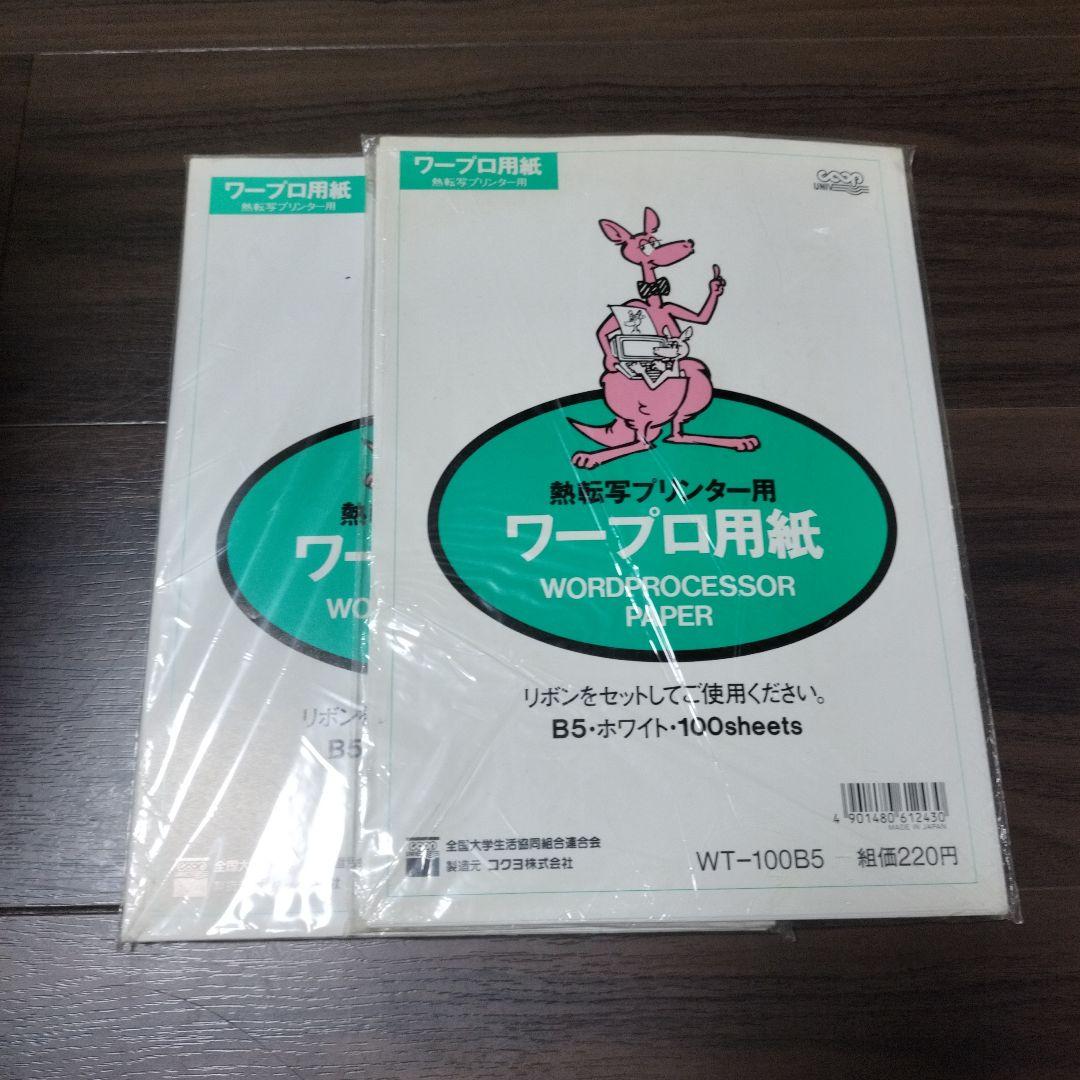 ワープロ用紙
熱転写プリンター用
COOP
UNIV
熱転写プリンター用
ワープロ用紙
WORDPROCESSOR
PAPER
リボンをセットしてご使用ください。
B5・ホワイト・100sheets
4 901480 612430
MADE IN JAPAN
全国大学生活協同組合連合会
製造元 コクヨ株式会社
WT-100B5 組価220円
ワープロ用紙
熱転写プリンター用
熱
ワー
WO
リボン
B5
全国大